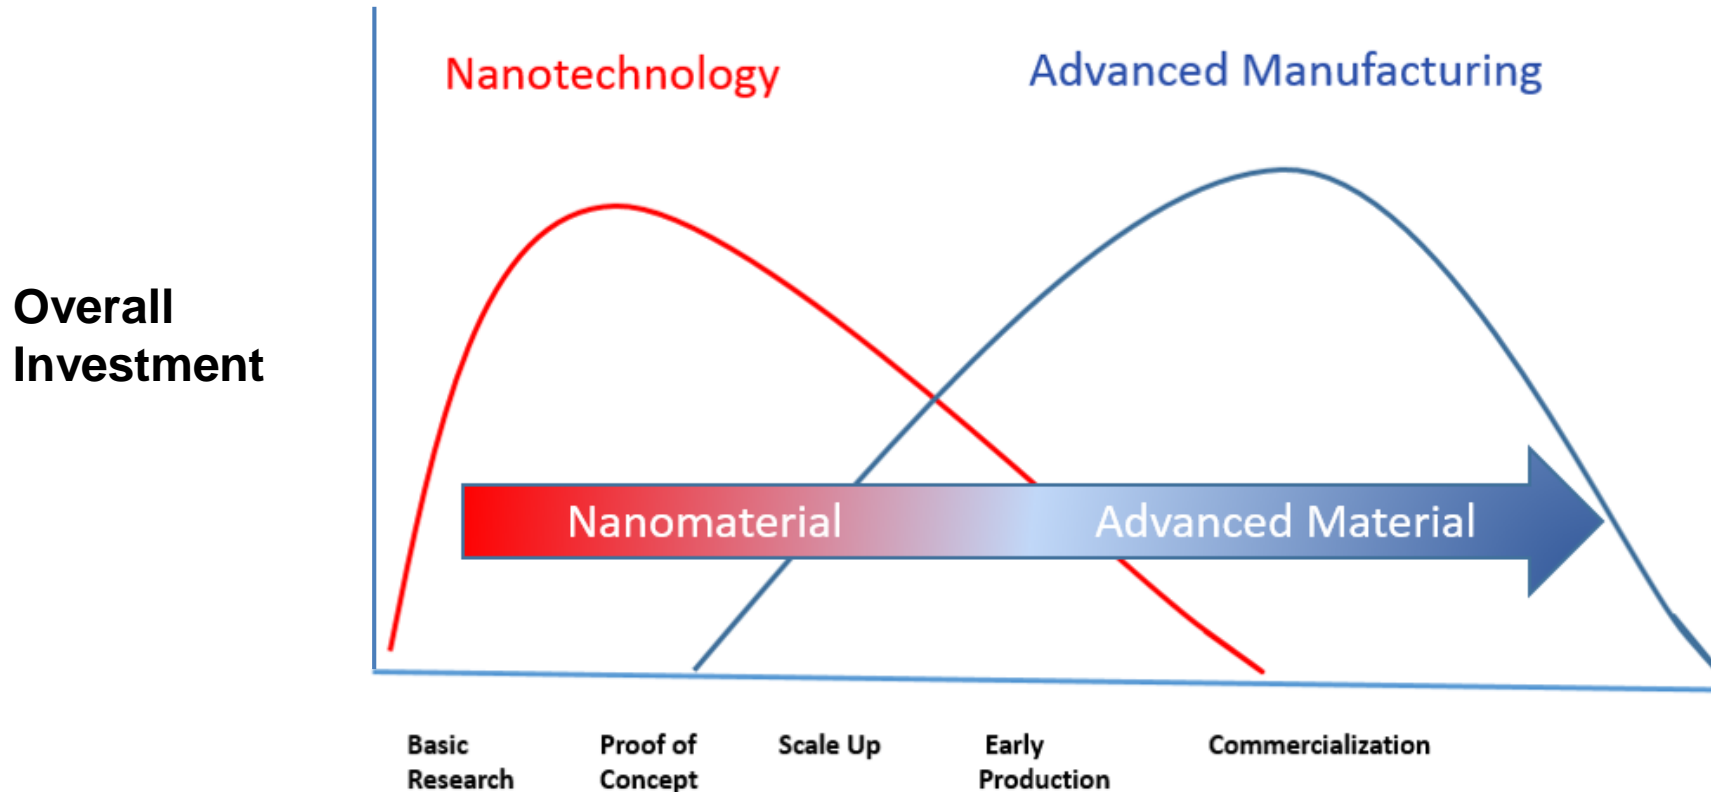 Nanotechnology
Advanced Manufacturing
Overall
Investment
Nanomaterial
Advanced Material
Basic
Research
Proof of
Concept
Scale Up
Early
Production
Commercialization